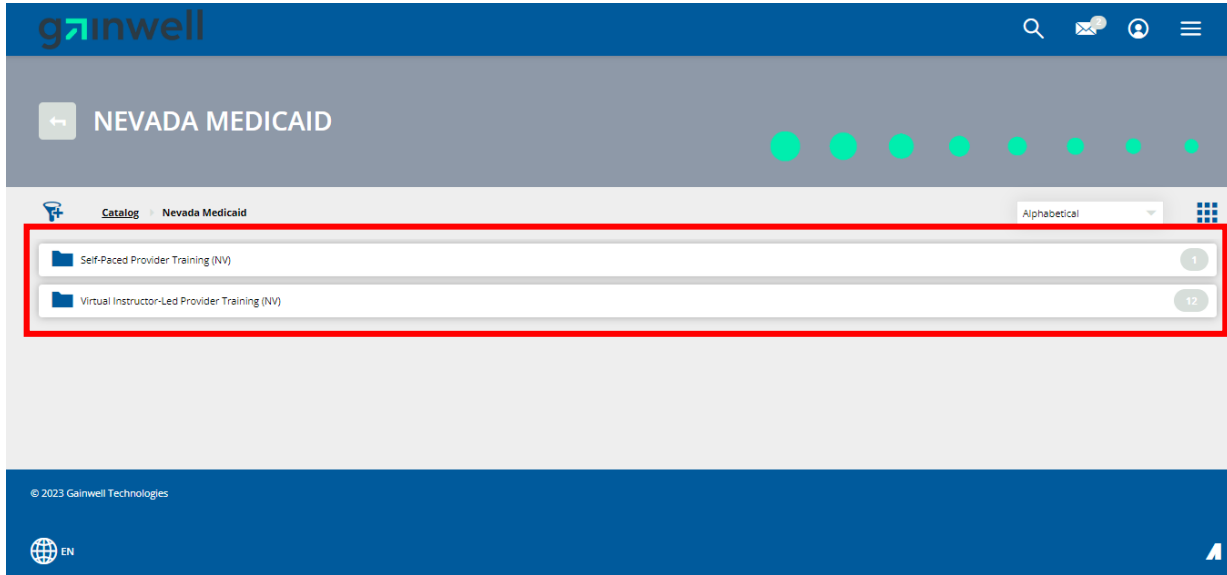 gainwell
2
NEVADA MEDICAID
Catalog Nevada Medicaid
Alphabetical
Self-Paced Provider Training (NV)
1
Virtual Instructor-Led Provider Training (NV)
12
© 2023 Gainwell Technologies
EN